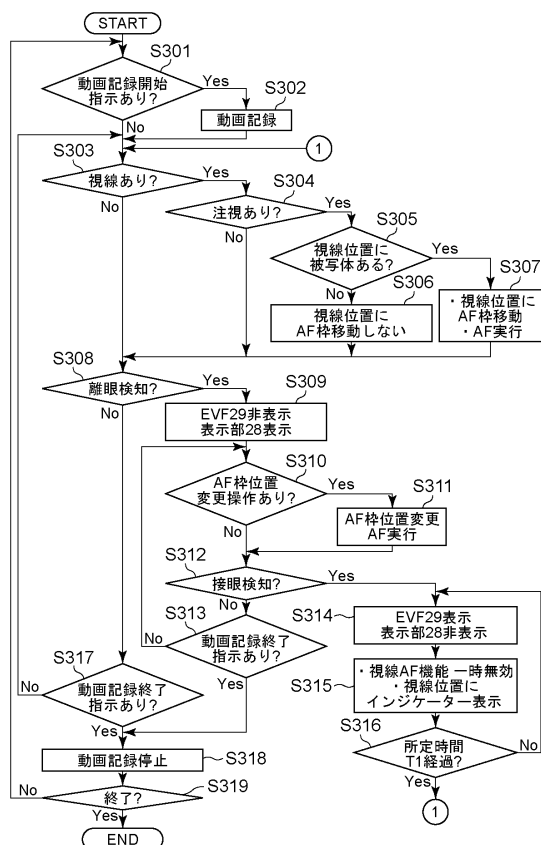 START
S301
動画記録開始
指示あり?
Yes
S302
動画記録
No
①
S303
視線あり?
Yes
No
S304
注視あり?
Yes
No
S305
視線位置に
被写体ある?
Yes
No
S306
視線位置に
AF枠移動しない
S307
・視線位置に
AF枠移動
・AF実行
S308
離眼検知?
Yes
No
S309
EVF29非表示
表示部28表示
S310
AF枠位置
変更操作あり?
Yes
No
S311
AF枠位置変更
AF実行
S312
接眼検知?
Yes
No
S313
動画記録終了
指示あり?
No
Yes
S314
EVF29表示
表示部28非表示
S315
・視線AF機能 一時無効
・視線位置に
インジケーター表示
S316
所定時間
T1経過?
No
Yes
①
S317
動画記録終了
指示あり?
No
Yes
動画記録停止
S318
終了?
S319
No
Yes
END